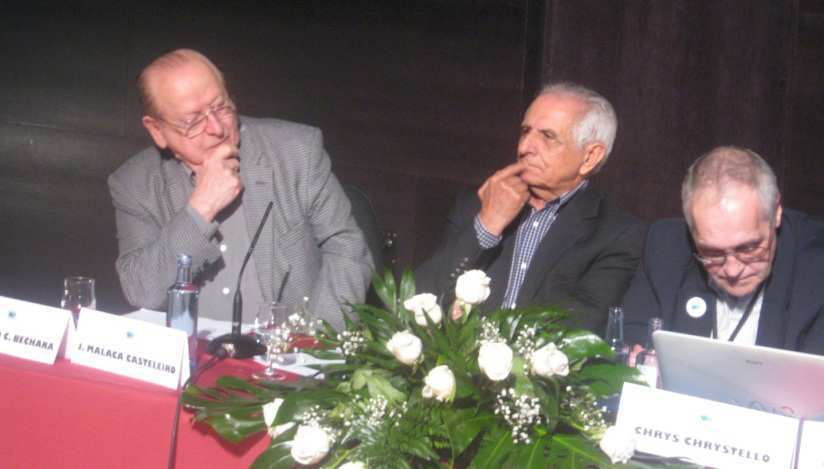 C. BECHARA
J. MALACA CASTELEIRO
CHRYS CHRYSTELLO